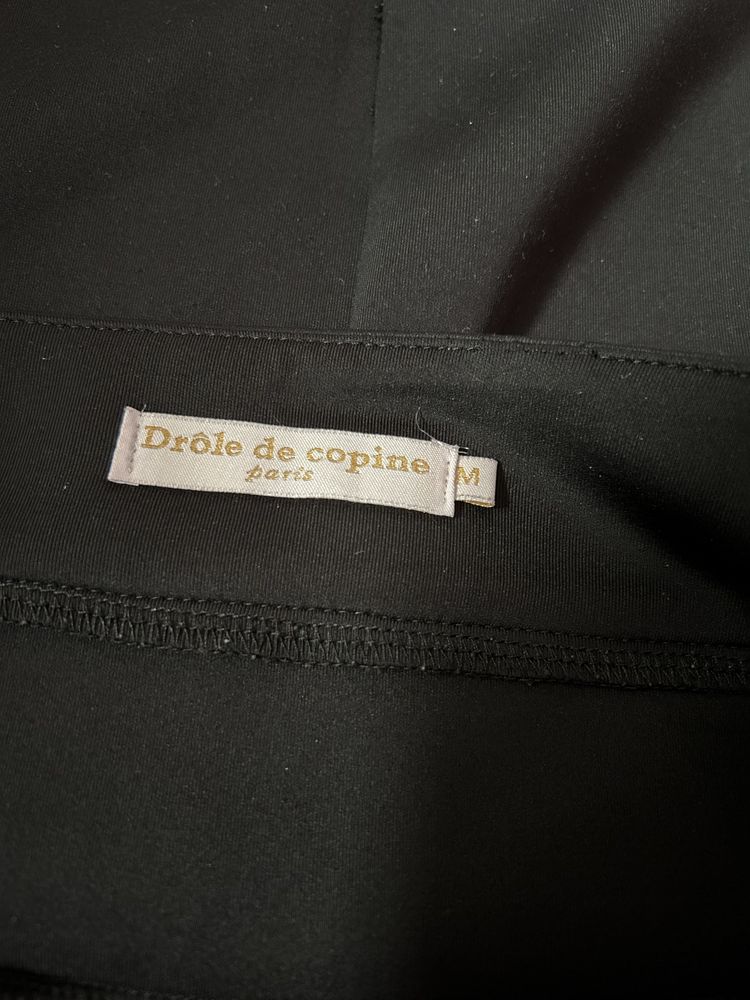 Drôle de copine
paris
M